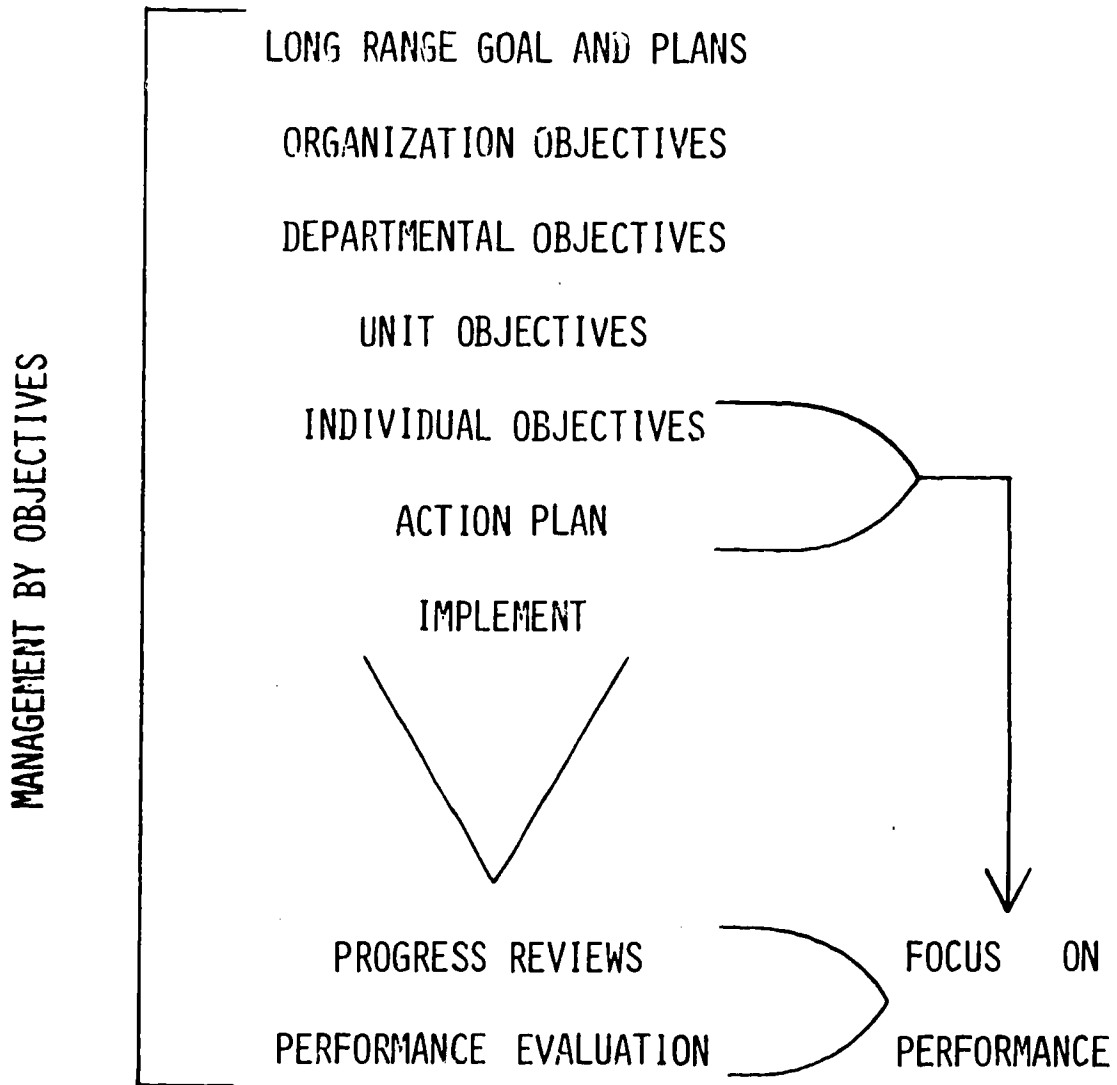 MANAGEMENT BY OBJECTIVES
LONG RANGE GOAL AND PLANS
ORGANIZATION OBJECTIVES
DEPARTMENTAL OBJECTIVES
UNIT OBJECTIVES
INDIVIDUAL OBJECTIVES
ACTION PLAN
IMPLEMENT
PROGRESS REVIEWS
PERFORMANCE EVALUATION
FOCUS ON
PERFORMANCE